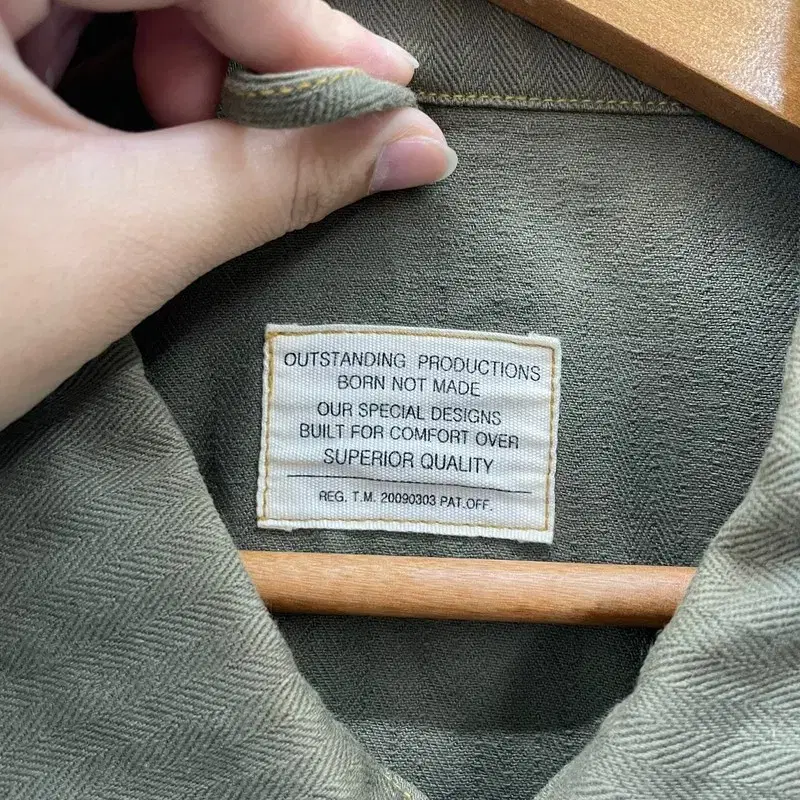 OUTSTANDING PRODUCTIONS
BORN NOT MADE
OUR SPECIAL DESIGNS
BUILT FOR COMFORT OVER
SUPERIOR QUALITY
REG. T.M. 20090303 PAT.OFF.